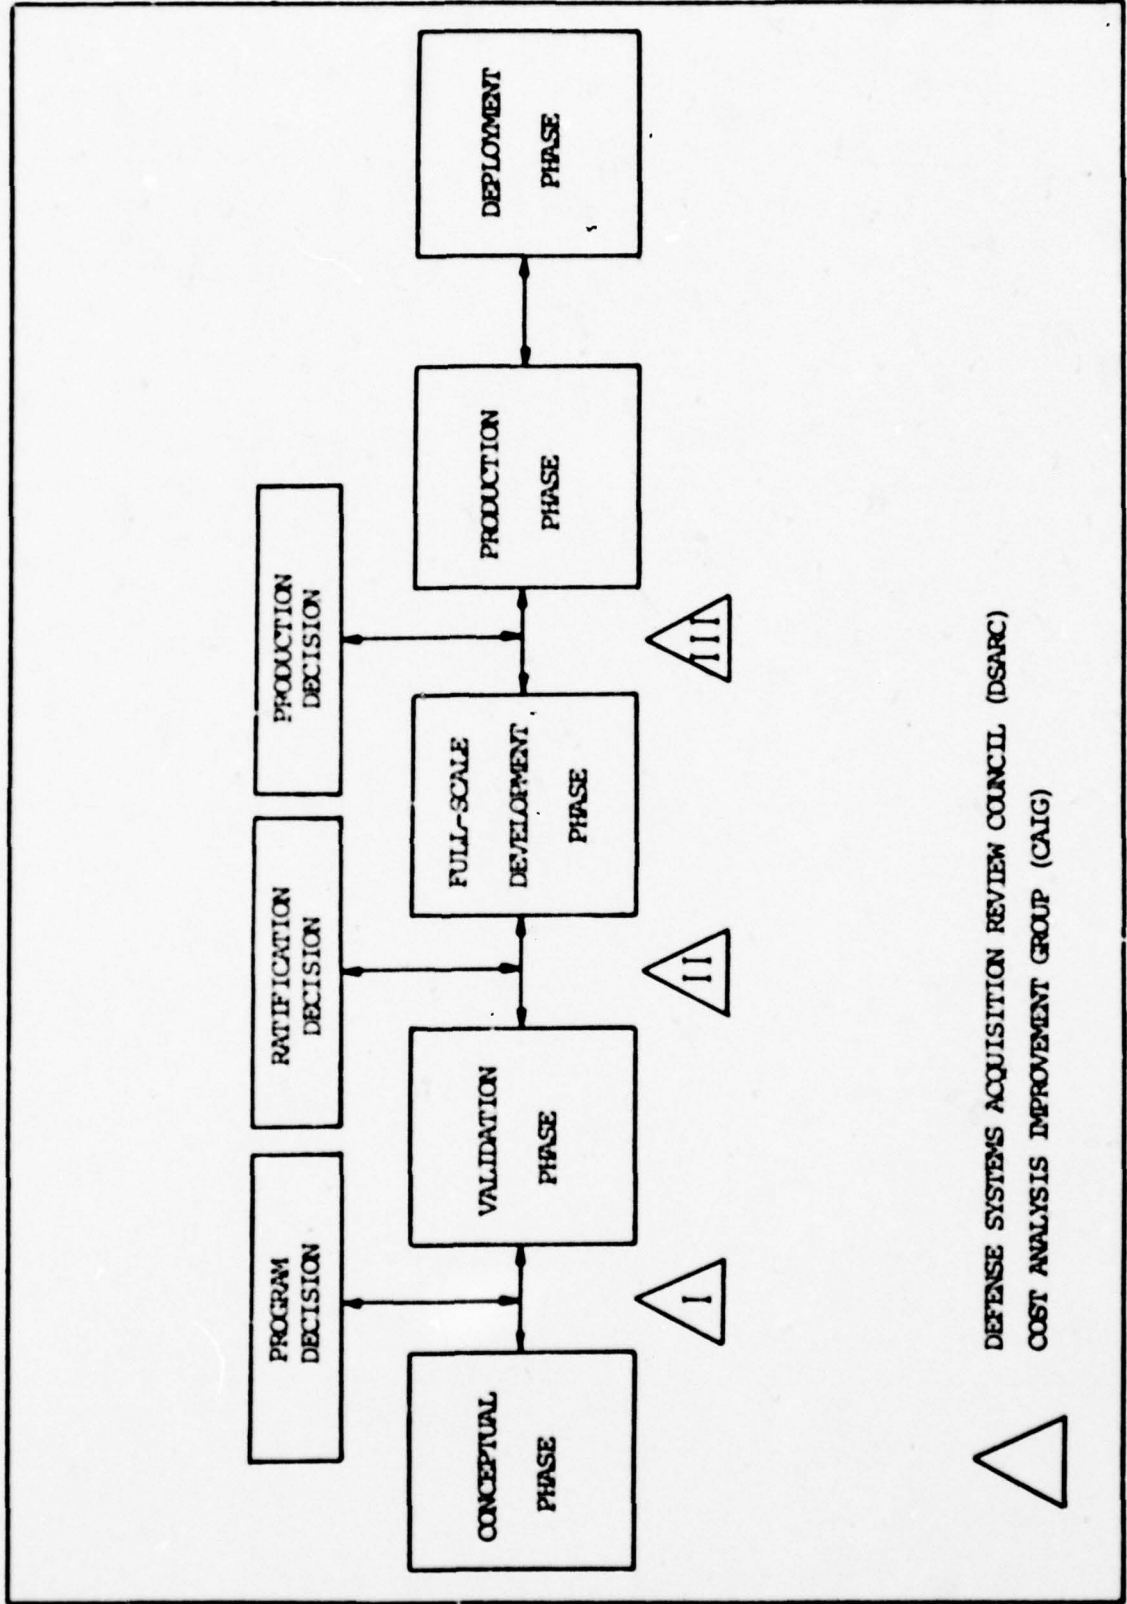 PROGRAM
DECISION
RATIFICATION
DECISION
PRODUCTION
DECISION
CONCEPTUAL
PHASE
VALIDATION
PHASE
FULL-SCALE
DEVELOPMENT
PHASE
PRODUCTION
PHASE
DEPLOYMENT
PHASE
I
II
III
DEFENSE SYSTEMS ACQUISITION REVIEW COUNCIL (DSARC)
COST ANALYSIS IMPROVEMENT GROUP (CAIG)